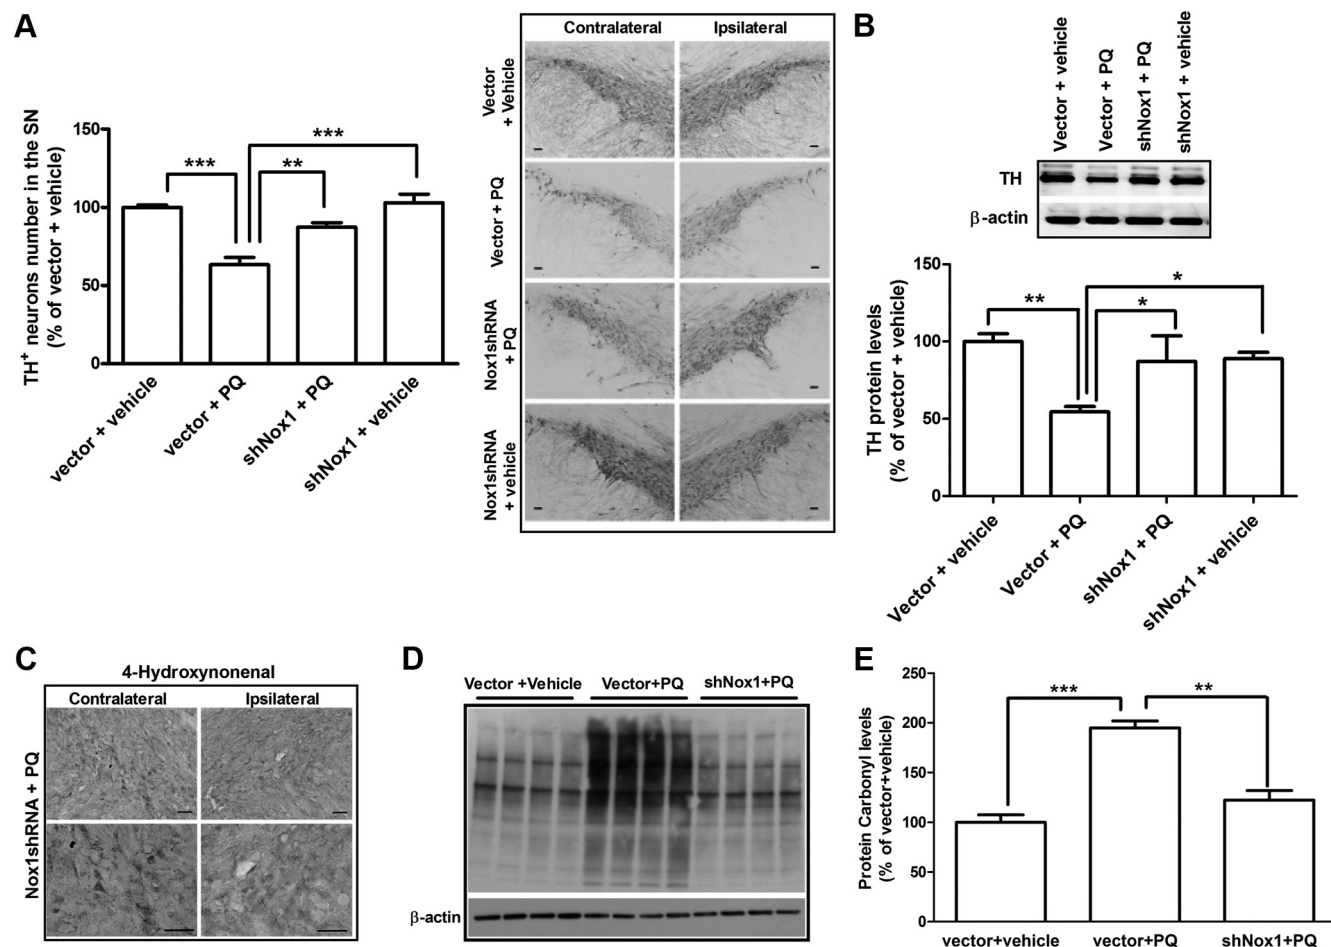 A
TH+ neurons number in the SN
(% of vector + vehicle)
150
100
50
0
***
**
***
vector + vehicle
vector + PQ
shNox1 + PQ
shNox1 + vehicle
Contralateral
Ipsilateral
Vector
+ Vehicle
Vector + PQ
Nox1shRNA
+ PQ
Nox1shRNA
+ vehicle
B
Vector + vehicle
Vector + PQ
shNox1 + PQ
shNox1 + vehicle
TH
β-actin
TH protein levels
(% of vector + vehicle)
150
100
50
0
**
*
*
Vector + vehicle
Vector + PQ
shNox1 + PQ
shNox1 + vehicle
C
4-Hydroxynonenal
Contralateral
Ipsilateral
Nox1shRNA + PQ
D
Vector +Vehicle
Vector+PQ
shNox1+PQ
β-actin
E
Protein Carbonyl levels
(% of vector+vehicle)
250
200
150
100
50
0
***
**
vector+vehicle
vector+PQ
shNox1+PQ